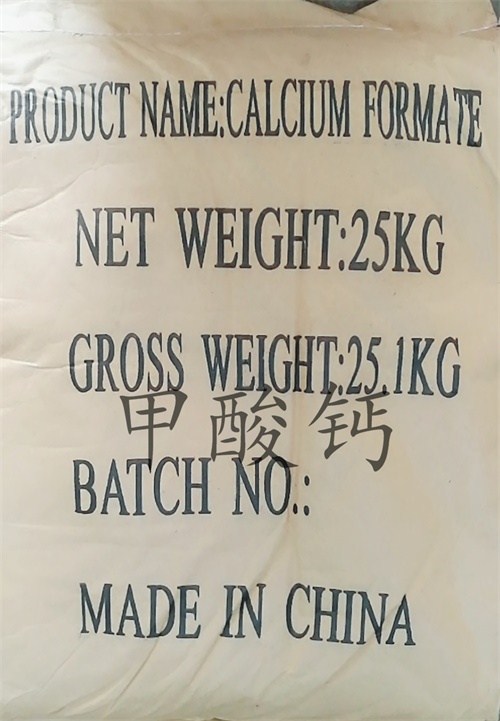 PRODUCT NAME:CALCIUM FORMATE
NET WEIGHT:25KG
GROSS WEIGHT:25.1KG
甲酸钙
BATCH NO.:
MADE IN CHINA